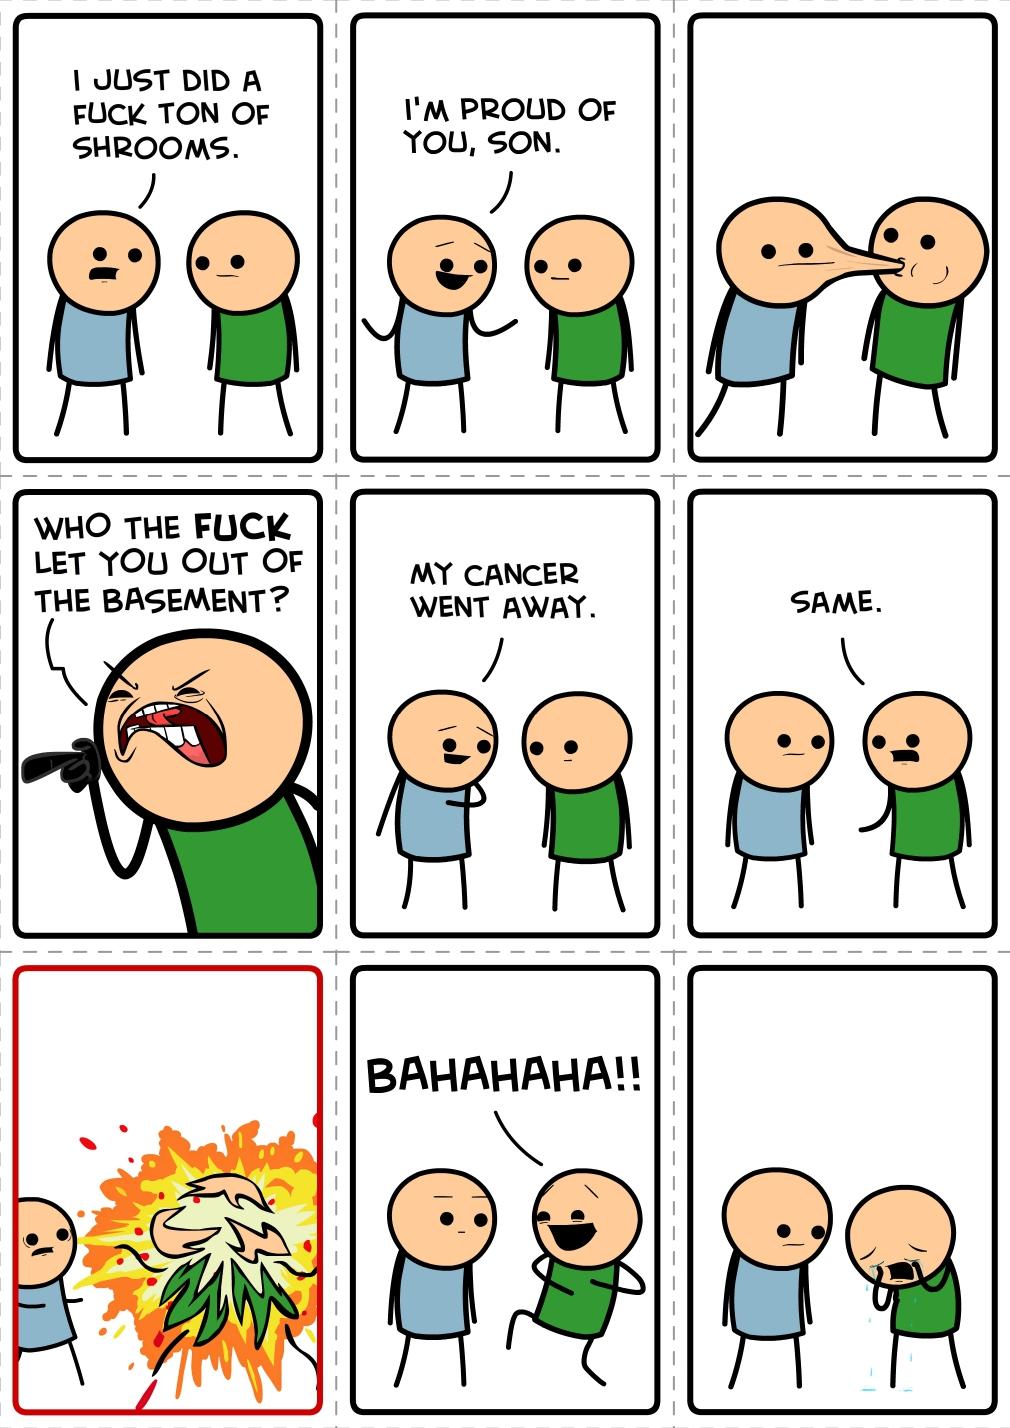 I JUST DID A
FUCK TON OF
SHROOMS.
I'M PROUD OF
YOU, SON.
WHO THE FUCK
LET YOU OUT OF
THE BASEMENT?
MY CANCER
WENT AWAY.
SAME.
BAHAHAHA!!